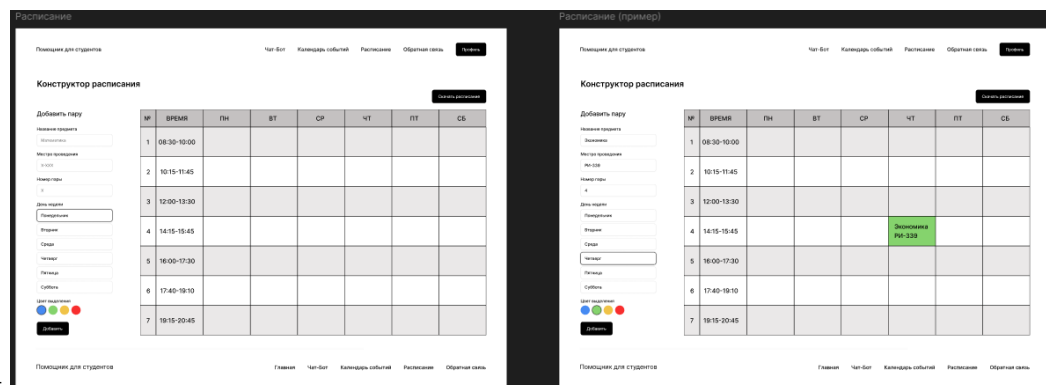 Расписание
Помощник для студентов
Чат-Бот Календарь событий Расписание Обратная связь Профиль
Конструктор расписания
Скачать расписание
Добавить пару
Название предмета
Математика
Место проведения
Номер пары
День недели
Понедельник
Вторник
Среда
Четверг
Пятница
Суббота
Цвет выделения
Добавить
№ ВРЕМЯ ПН ВТ СР ЧТ ПТ СБ
1 08:30-10:00
2 10:15-11:45
3 12:00-13:30
4 14:15-15:45
5 16:00-17:30
6 17:40-19:10
7 19:15-20:45
Помощник для студентов
Главная Чат-Бот Календарь событий Расписание Обратная связь
Расписание (пример)
Помощник для студентов
Чат-Бот Календарь событий Расписание Обратная связь Профиль
Конструктор расписания
Скачать расписание
Добавить пару
Название предмета
Экономика
Место проведения
РИ-339
Номер пары
4
День недели
Понедельник
Вторник
Среда
Четверг
Пятница
Суббота
Цвет выделения
Добавить
№ ВРЕМЯ ПН ВТ СР ЧТ ПТ СБ
1 08:30-10:00
2 10:15-11:45
3 12:00-13:30
4 14:15-15:45 Экономика
РИ-339
5 16:00-17:30
6 17:40-19:10
7 19:15-20:45
Помощник для студентов
Главная Чат-Бот Календарь событий Расписание Обратная связь